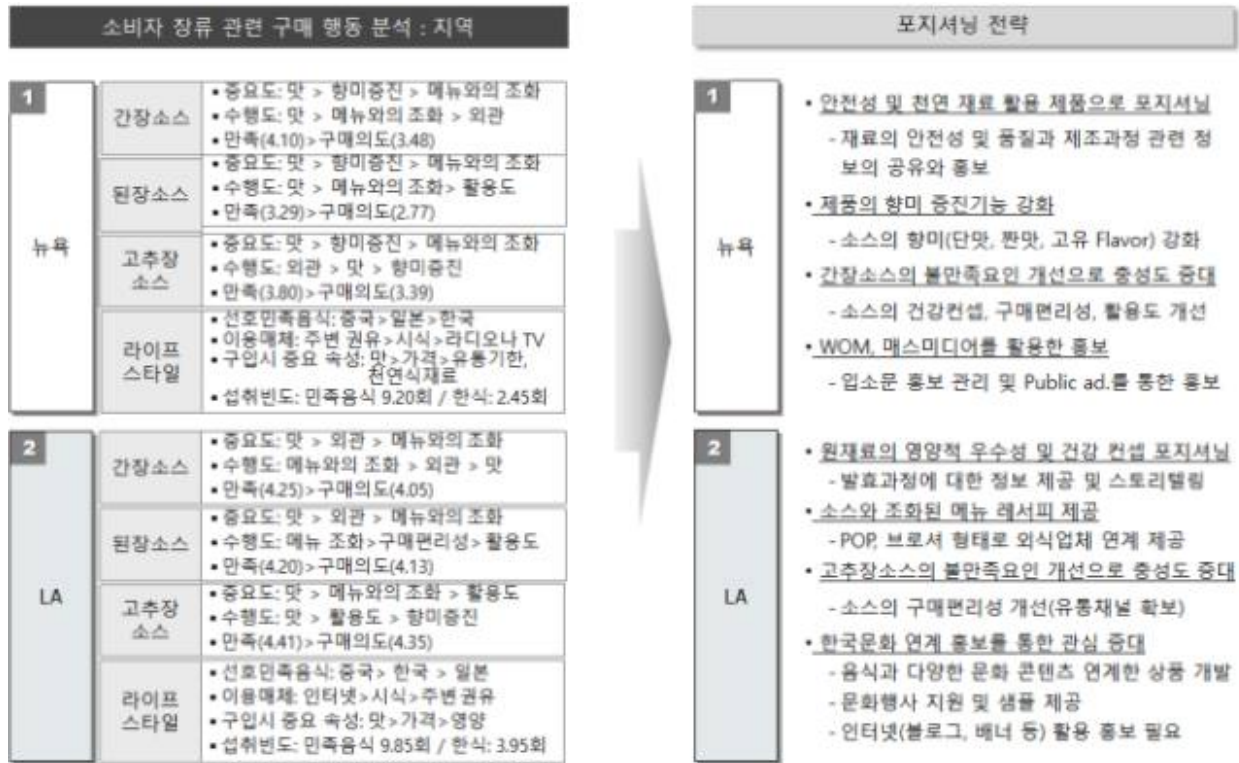 소비자 장류 관련 구매 행동 분석 : 지역
포지셔닝 전략
1
뉴욕
간장소스
▪ 중요도: 맛 > 향미증진 > 메뉴와의 조화
▪ 수행도: 맛 > 메뉴와의 조화 > 외관
▪ 만족(4.10)>구매의도(3.48)
된장소스
▪ 중요도: 맛 > 향미증진 > 메뉴와의 조화
▪ 수행도: 맛 > 메뉴와의 조화> 활용도
▪ 만족(3.29)>구매의도(2.77)
고추장
소스
▪ 중요도: 맛 > 향미증진 > 메뉴와의 조화
▪ 수행도: 외관 > 맛 > 향미증진
▪ 만족(3.80)>구매의도(3.39)
라이프
스타일
▪ 선호민족음식: 중국>일본>한국
▪ 이용매체: 주변 권유>시식>라디오나 TV
▪ 구입시 중요 속성: 맛>가격>유통기한,
천연식재료
▪ 섭취빈도: 민족음식 9.20회 / 한식: 2.45회
1
뉴욕
• 안전성 및 천연 재료 활용 제품으로 포지셔닝
- 재료의 안전성 및 품질과 제조과정 관련 정
보의 공유와 홍보
• 제품의 향미 증진기능 강화
- 소스의 향미(단맛, 짠맛, 고유 Flavor) 강화
• 간장소스의 불만족요인 개선으로 충성도 증대
- 소스의 건강컨셉, 구매편리성, 활용도 개선
• WOM, 매스미디어를 활용한 홍보
- 입소문 홍보 관리 및 Public ad.를 통한 홍보
2
LA
간장소스
▪ 중요도: 맛 > 외관 > 메뉴와의 조화
▪ 수행도: 메뉴와의 조화 > 외관 > 맛
▪ 만족(4.25)>구매의도(4.05)
된장소스
▪ 중요도: 맛 > 외관 > 메뉴와의 조화
▪ 수행도: 메뉴 조화>구매편리성>활용도
▪ 만족(4.20)>구매의도(4.13)
고추장
소스
▪ 중요도: 맛 > 메뉴와의 조화 > 활용도
▪ 수행도: 맛 > 활용도 > 향미증진
▪ 만족(4.41)>구매의도(4.35)
라이프
스타일
▪ 선호민족음식: 중국> 한국 > 일본
▪ 이용매체: 인터넷>시식>주변 권유
▪ 구입시 중요 속성: 맛>가격>영양
▪ 섭취빈도: 민족음식 9.85회 / 한식: 3.95회
2
LA
• 원재료의 영양적 우수성 및 건강 컨셉 포지셔닝
- 발효과정에 대한 정보 제공 및 스토리텔링
• 소스와 조화된 메뉴 레서피 제공
- POP, 브로셔 형태로 외식업체 연계 제공
• 고추장소스의 불만족요인 개선으로 충성도 증대
- 소스의 구매편리성 개선(유통채널 확보)
• 한국문화 연계 홍보를 통한 관심 증대
- 음식과 다양한 문화 콘텐츠 연계한 상품 개발
- 문화행사 지원 및 샘플 제공
- 인터넷(블로그, 배너 등) 활용 홍보 필요